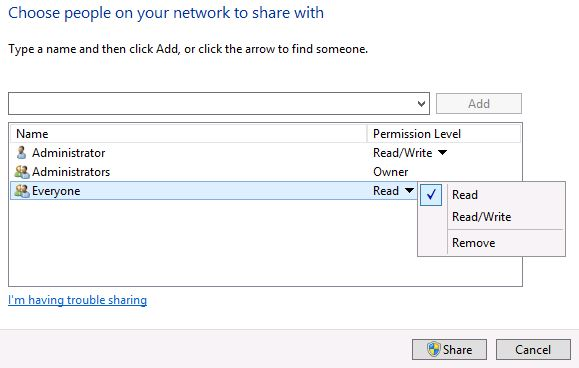 Choose people on your network to share with
Type a name and then click Add, or click the arrow to find someone.
Add
Name Permission Level
Administrator Read/Write
Administrators Owner
Everyone Read
Read
Read/Write
Remove
I'm having trouble sharing
Share Cancel